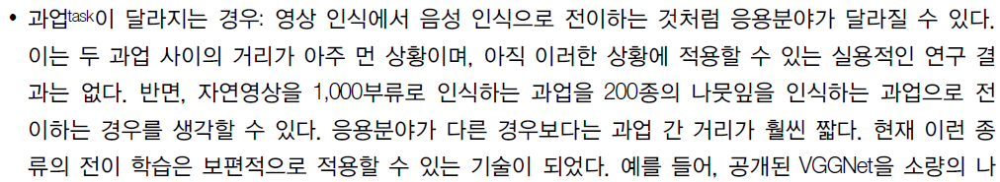 • 과업task이 달라지는 경우: 영상 인식에서 음성 인식으로 전이하는 것처럼 응용분야가 달라질 수 있다.
이는 두 과업 사이의 거리가 아주 먼 상황이며, 아직 이러한 상황에 적용할 수 있는 실용적인 연구 결
과는 없다. 반면, 자연영상을 1,000부류로 인식하는 과업을 200종의 나뭇잎을 인식하는 과업으로 전
이하는 경우를 생각할 수 있다. 응용분야가 다른 경우보다는 과업 간 거리가 훨씬 짧다. 현재 이런 종
류의 전이 학습은 보편적으로 적용할 수 있는 기술이 되었다. 예를 들어, 공개된 VGGNet을 소량의 나